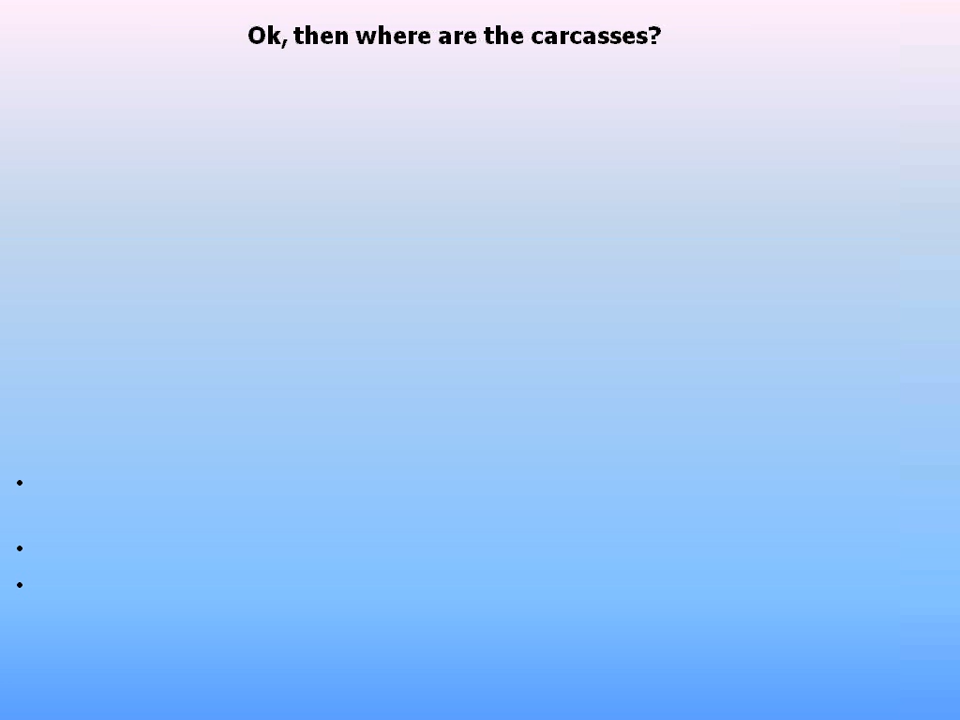 Ok, then where are the carcasses?
•
•
•